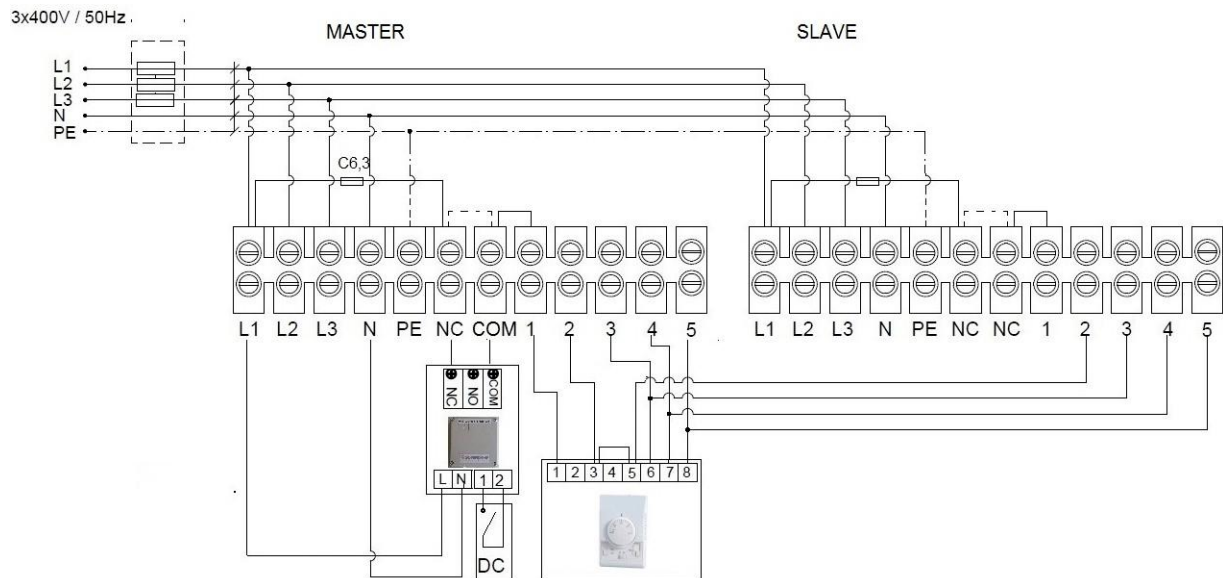 3x400V / 50Hz
MASTER SLAVE
L1
L2
L3
N
PE
C6,3
L1 L2 L3 N PE NC COM 1 2 3 4 5
L1 L2 L3 N PE NC NC 1 2 3 4 5
NC NO COM
L N 1 2
1 2 3 4 5 6 7 8
DC